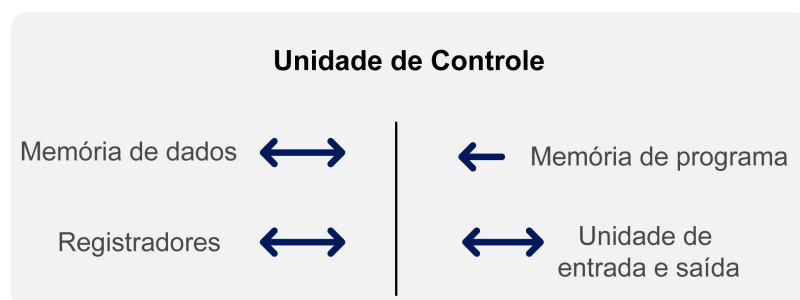 Unidade de Controle
Memória de dados
Memória de programa
Registradores
Unidade de
entrada e saída